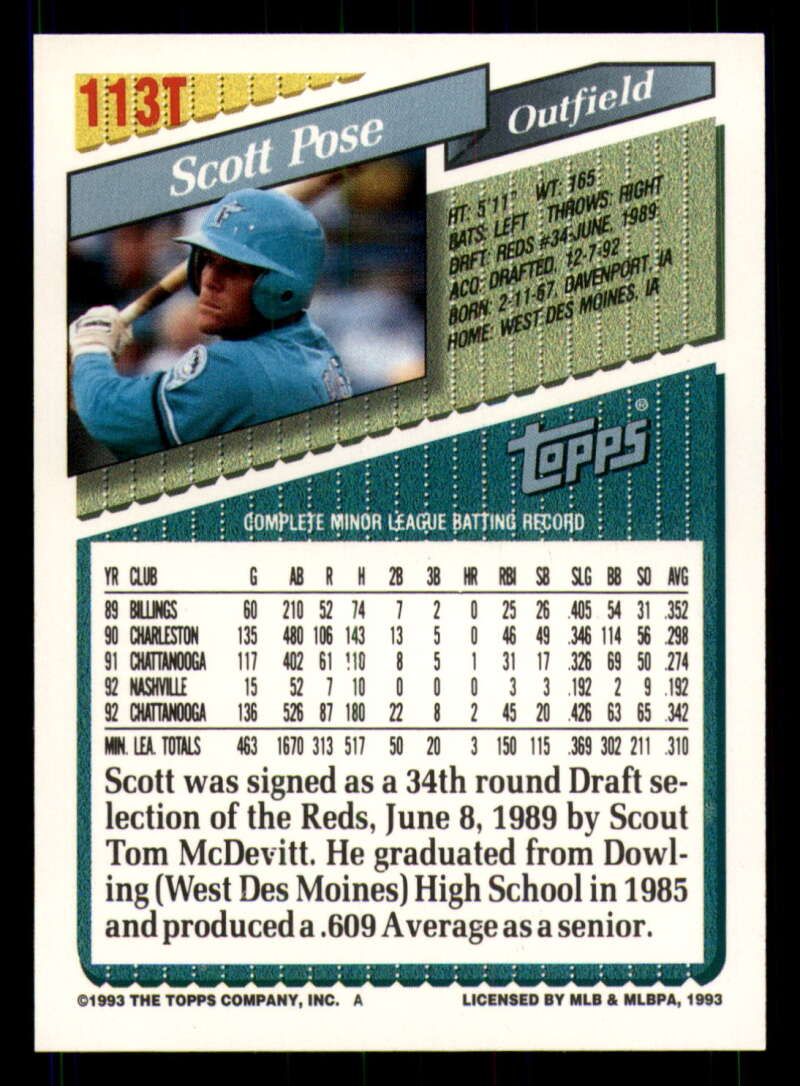 113T
Scott Pose
Outfield
HT: 5'11" WT: 165
BATS: LEFT THROWS: RIGHT
DRFT: REDS #34-JUNE, 1989
ACQ: DRAFTED, 12-7-92
BORN: 2-11-67, DAVENPORT, IA
HOME: WEST DES MOINES, IA
F
topps®
COMPLETE MINOR LEAGUE BATTING RECORD
YR CLUB G AB R H 2B 3B HR RBI SB SLG BB SO AVG
89 BILLINGS 60 210 52 74 7 2 0 25 26 .405 54 31 .352
90 CHARLESTON 135 480 106 143 13 5 0 46 49 .346 114 56 .298
91 CHATTANOOGA 117 402 61 110 8 5 1 31 17 .326 69 50 .274
92 NASHVILLE 15 52 7 10 0 0 0 3 3 .192 2 9 .192
92 CHATTANOOGA 136 526 87 180 22 8 2 45 20 .426 63 65 .342
MIN. LEA. TOTALS 463 1670 313 517 50 20 3 150 115 .369 302 211 .310
Scott was signed as a 34th round Draft se-
lection of the Reds, June 8, 1989 by Scout
Tom McDevitt. He graduated from Dowl-
ing (West Des Moines) High School in 1985
and produced a .609 Average as a senior.
©1993 THE TOPPS COMPANY, INC. A LICENSED BY MLB & MLBPA, 1993